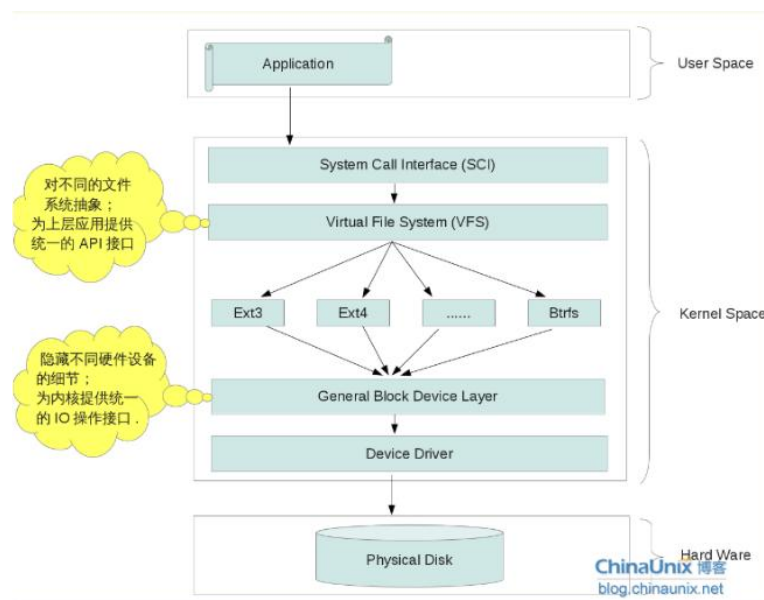 Application
User Space
System Call Interface (SCI)
对不同的文件
系统抽象；
为上层应用提供
统一的 API 接口
Virtual File System (VFS)
Ext3
Ext4
......
Btrfs
Kernel Space
隐藏不同硬件设备
的细节；
为内核提供统一
的 IO 操作接口 .
General Block Device Layer
Device Driver
Physical Disk
Hard Ware
ChinaUnix 博客
blog.chinaunix.net